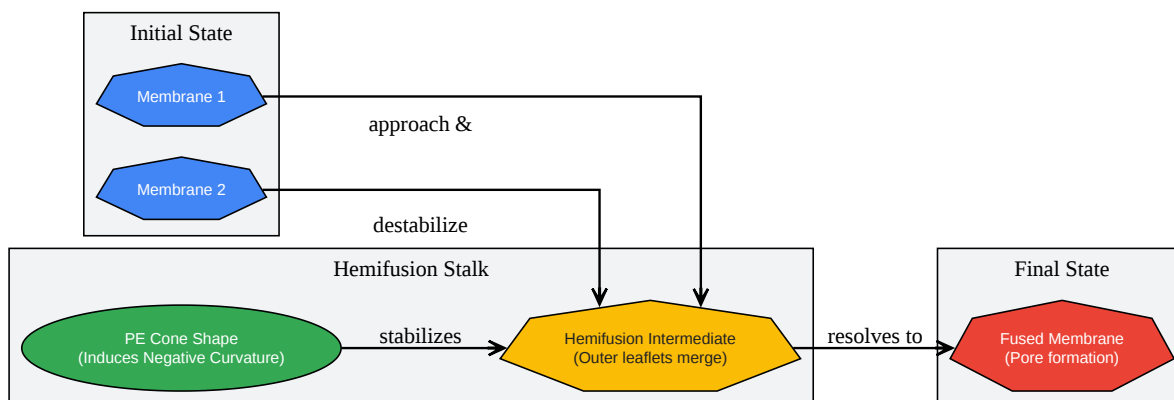 Initial State
Membrane 1
approach &
Membrane 2
destabilize
Hemifusion Stalk
Final State
PE Cone Shape
(Induces Negative Curvature)
stabilizes
Hemifusion Intermediate
(Outer leaflets merge)
resolves to
Fused Membrane
(Pore formation)